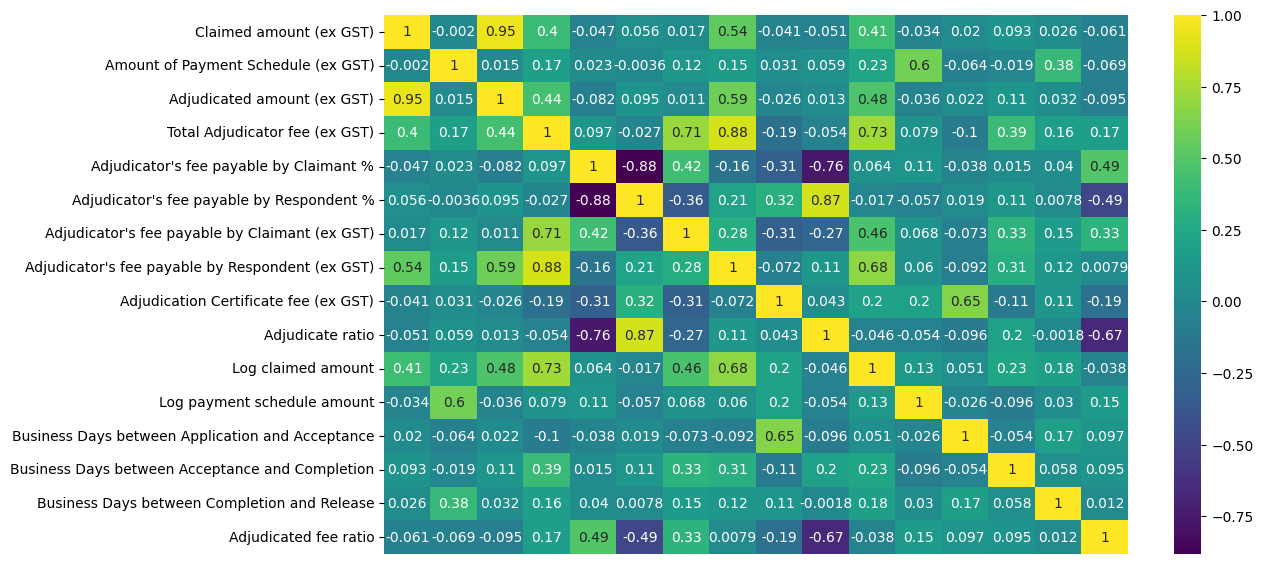 Claimed amount (ex GST) 1 -0.002 0.95 0.4 -0.047 0.056 0.017 0.54 -0.041 -0.051 0.41 -0.034 0.02 0.093 0.026 -0.061 1.00
Amount of Payment Schedule (ex GST) -0.002 1 0.015 0.17 0.023 -0.0036 0.12 0.15 0.031 0.059 0.23 0.6 -0.064 -0.019 0.38 -0.069
Adjudicated amount (ex GST) 0.95 0.015 1 0.44 -0.082 0.095 0.011 0.59 -0.026 0.013 0.48 -0.036 0.022 0.11 0.032 -0.095 0.75
Total Adjudicator fee (ex GST) 0.4 0.17 0.44 1 0.097 -0.027 0.71 0.88 -0.19 -0.054 0.73 0.079 -0.1 0.39 0.16 0.17
Adjudicator's fee payable by Claimant % -0.047 0.023 -0.082 0.097 1 -0.88 0.42 -0.16 -0.31 -0.76 0.064 0.11 -0.038 0.015 0.04 0.49 0.50
Adjudicator's fee payable by Respondent % 0.056 -0.0036 0.095 -0.027 -0.88 1 -0.36 0.21 0.32 0.87 -0.017 -0.057 0.019 0.11 0.0078 -0.49
Adjudicator's fee payable by Claimant (ex GST) 0.017 0.12 0.011 0.71 0.42 -0.36 1 0.28 -0.31 -0.27 0.46 0.068 -0.073 0.33 0.15 0.33 0.25
Adjudicator's fee payable by Respondent (ex GST) 0.54 0.15 0.59 0.88 -0.16 0.21 0.28 1 -0.072 0.11 0.68 0.06 -0.092 0.31 0.12 0.0079
Adjudication Certificate fee (ex GST) -0.041 0.031 -0.026 -0.19 -0.31 0.32 -0.31 -0.072 1 0.043 0.2 0.2 0.65 -0.11 0.11 -0.19 0.00
Adjudicate ratio -0.051 0.059 0.013 -0.054 -0.76 0.87 -0.27 0.11 0.043 1 -0.046 -0.054 -0.096 0.2 -0.0018 -0.67
Log claimed amount 0.41 0.23 0.48 0.73 0.064 -0.017 0.46 0.68 0.2 -0.046 1 0.13 0.051 0.23 0.18 -0.038 −0.25
Log payment schedule amount -0.034 0.6 -0.036 0.079 0.11 -0.057 0.068 0.06 0.2 -0.054 0.13 1 -0.026 -0.096 0.03 0.15
Business Days between Application and Acceptance 0.02 -0.064 0.022 -0.1 -0.038 0.019 -0.073 -0.092 0.65 -0.096 0.051 -0.026 1 -0.054 0.17 0.097 −0.50
Business Days between Acceptance and Completion 0.093 -0.019 0.11 0.39 0.015 0.11 0.33 0.31 -0.11 0.2 0.23 -0.096 -0.054 1 0.058 0.095
Business Days between Completion and Release 0.026 0.38 0.032 0.16 0.04 0.0078 0.15 0.12 0.11 -0.0018 0.18 0.03 0.17 0.058 1 0.012 −0.75
Adjudicated fee ratio -0.061 -0.069 -0.095 0.17 0.49 -0.49 0.33 0.0079 -0.19 -0.67 -0.038 0.15 0.097 0.095 0.012 1